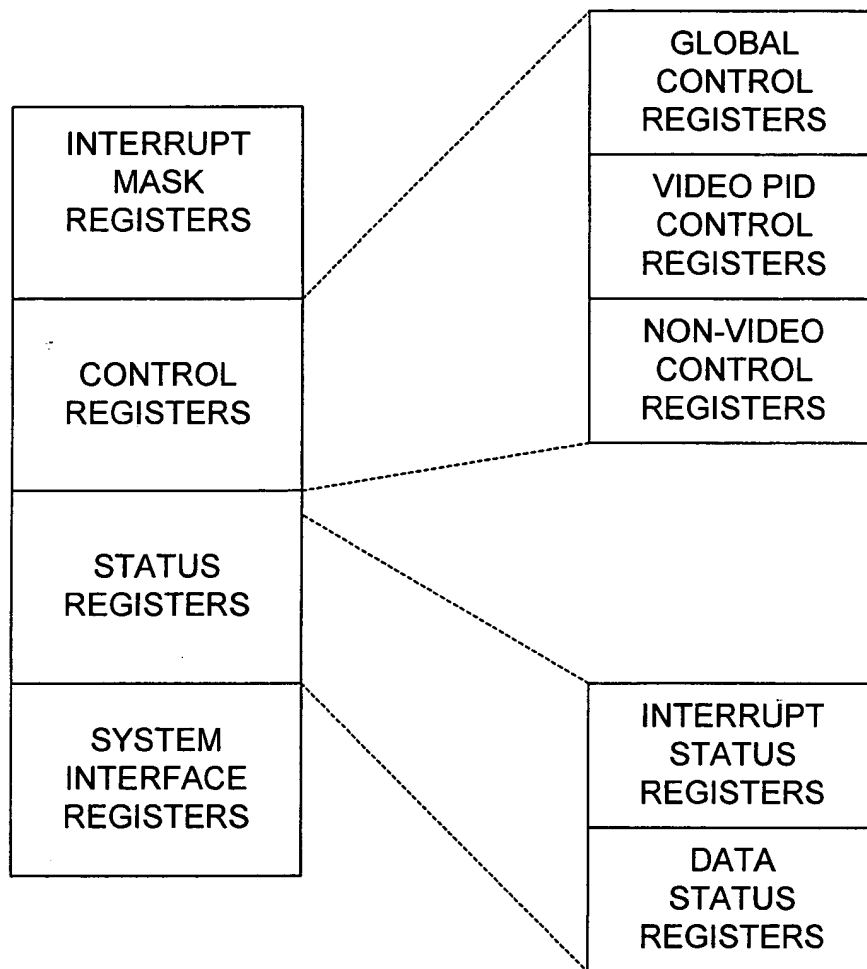 INTERRUPT
MASK
REGISTERS
CONTROL
REGISTERS
STATUS
REGISTERS
SYSTEM
INTERFACE
REGISTERS
GLOBAL
CONTROL
REGISTERS
VIDEO PID
CONTROL
REGISTERS
NON-VIDEO
CONTROL
REGISTERS
INTERRUPT
STATUS
REGISTERS
DATA
STATUS
REGISTERS